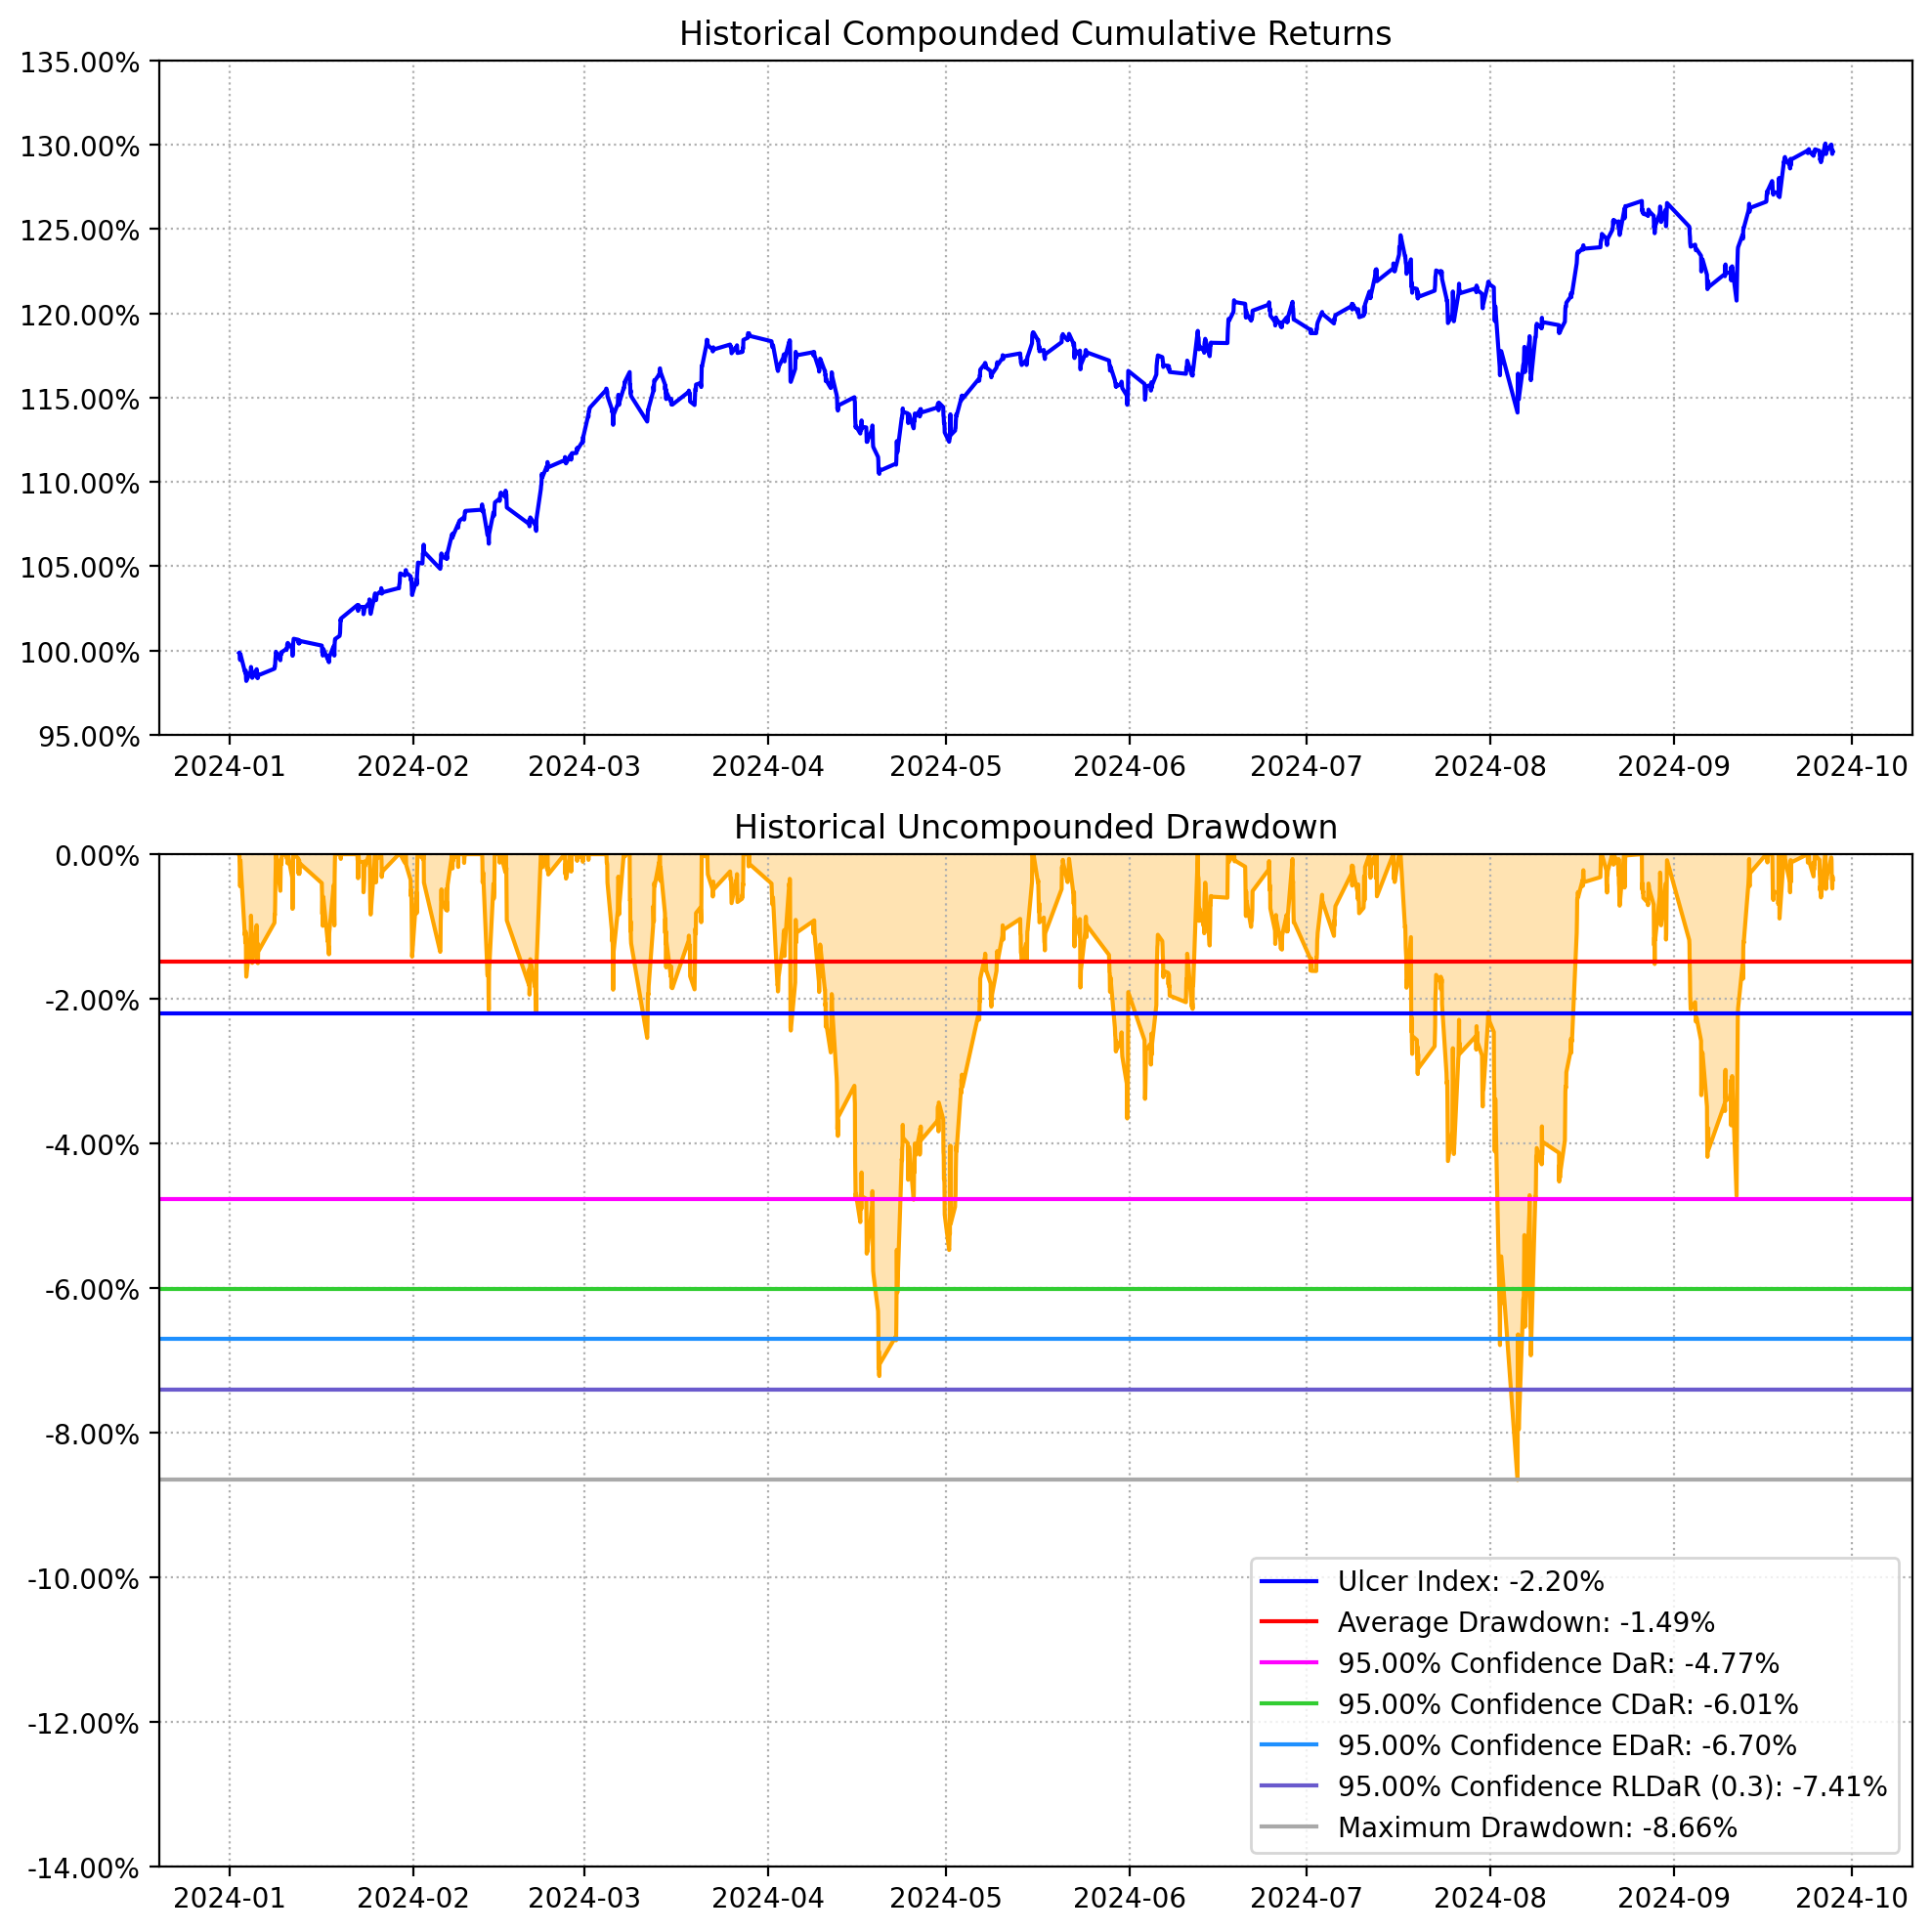 Historical Compounded Cumulative Returns
135.00%
130.00%
125.00%
120.00%
115.00%
110.00%
105.00%
100.00%
95.00%
2024-01 2024-02 2024-03 2024-04 2024-05 2024-06 2024-07 2024-08 2024-09 2024-10
Historical Uncompounded Drawdown
0.00%
-2.00%
-4.00%
-6.00%
-8.00%
-10.00%
-12.00%
-14.00%
Ulcer Index: -2.20%
Average Drawdown: -1.49%
95.00% Confidence DaR: -4.77%
95.00% Confidence CDaR: -6.01%
95.00% Confidence EDaR: -6.70%
95.00% Confidence RLDaR (0.3): -7.41%
Maximum Drawdown: -8.66%
2024-01 2024-02 2024-03 2024-04 2024-05 2024-06 2024-07 2024-08 2024-09 2024-10